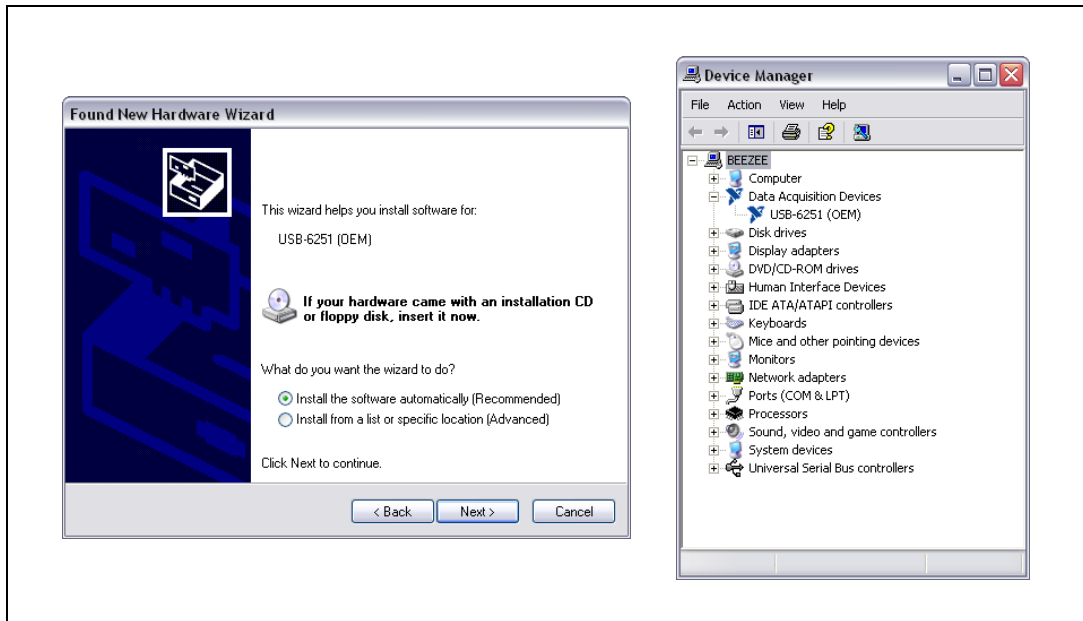 Found New Hardware Wizard
This wizard helps you install software for:
USB-6251 (OEM)
If your hardware came with an installation CD
or floppy disk, insert it now.
What do you want the wizard to do?
Install the software automatically (Recommended)
Install from a list or specific location (Advanced)
Click Next to continue.
< Back
Next >
Cancel
Device Manager
File Action View Help
BEEZEE
Computer
Data Acquisition Devices
USB-6251 (OEM)
Disk drives
Display adapters
DVD/CD-ROM drives
Human Interface Devices
IDE ATA/ATAPI controllers
Keyboards
Mice and other pointing devices
Monitors
Network adapters
Ports (COM & LPT)
Processors
Sound, video and game controllers
System devices
Universal Serial Bus controllers